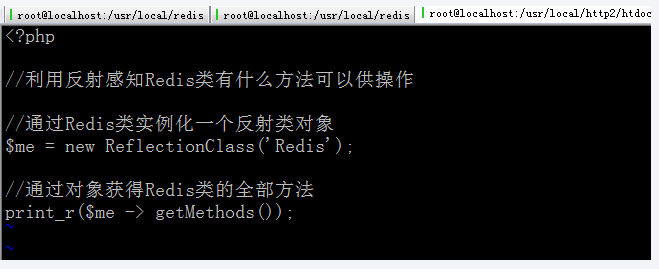 root@localhost:/usr/local/redis root@localhost:/usr/local/redis root@localhost:/usr/local/http2/htdoc
<?php
//利用反射感知Redis类有什么方法可以供操作
//通过Redis类实例化一个反射类对象
$me = new ReflectionClass('Redis');
//通过对象获得Redis类的全部方法
print_r($me -> getMethods());
~
~